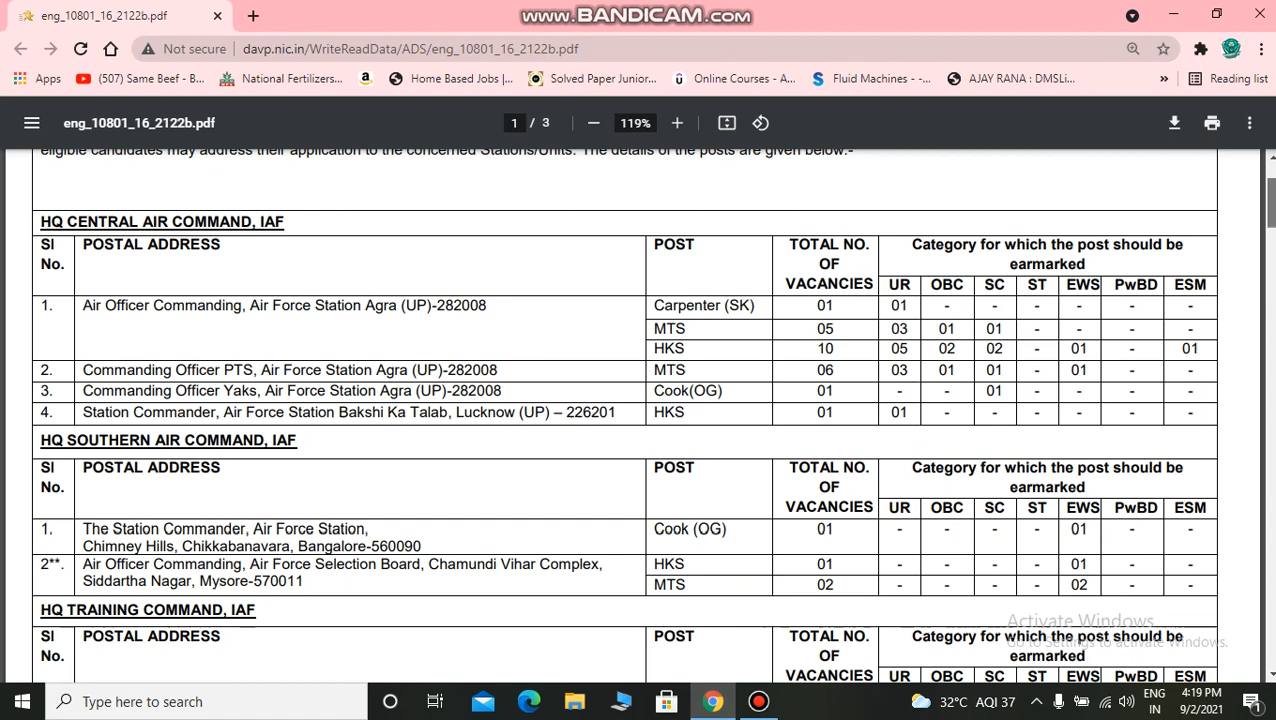 eng_10801_16_2122b.pdf
www.BANDICAM.com
Not secure davp.nic.in/WriteReadData/ADS/eng_10801_16_2122b.pdf
Apps (507) Same Beef - B... National Fertilizers... Home Based Jobs |... Solved Paper Junior... Online Courses - A... Fluid Machines - -... AJAY RANA : DMSLi... » Reading list
eng_10801_16_2122b.pdf 1 / 3 119%
eligible candidates may address their application to the concerned Stations/Units. The details of the posts are given below:-
HQ CENTRAL AIR COMMAND, IAF
Sl No. POSTAL ADDRESS POST TOTAL NO. OF VACANCIES Category for which the post should be earmarked
UR OBC SC ST EWS PwBD ESM
1. Air Officer Commanding, Air Force Station Agra (UP)-282008 Carpenter (SK) 01 01 - - - - - -
MTS 05 03 01 01 - - - -
HKS 10 05 02 02 - 01 - 01
2. Commanding Officer PTS, Air Force Station Agra (UP)-282008 MTS 06 03 01 01 - 01 - -
3. Commanding Officer Yaks, Air Force Station Agra (UP)-282008 Cook(OG) 01 - - 01 - - - -
4. Station Commander, Air Force Station Bakshi Ka Talab, Lucknow (UP) – 226201 HKS 01 01 - - - - - -
HQ SOUTHERN AIR COMMAND, IAF
Sl No. POSTAL ADDRESS POST TOTAL NO. OF VACANCIES Category for which the post should be earmarked
UR OBC SC ST EWS PwBD ESM
1. The Station Commander, Air Force Station, Cook (OG) 01 - - - - 01 - -
Chimney Hills, Chikkabanavara, Bangalore-560090
2**. Air Officer Commanding, Air Force Selection Board, Chamundi Vihar Complex, HKS 01 - - - - 01 - -
Siddartha Nagar, Mysore-570011 MTS 02 - - - - 02 - -
HQ TRAINING COMMAND, IAF
Sl No. POSTAL ADDRESS POST TOTAL NO. OF VACANCIES Category for which the post should be earmarked
UR OBC SC ST EWS PwBD ESM
Activate Windows
Go to Settings to activate Windows.
Type here to search 32°C AQI 37 ENG IN 4:19 PM 9/2/2021 1